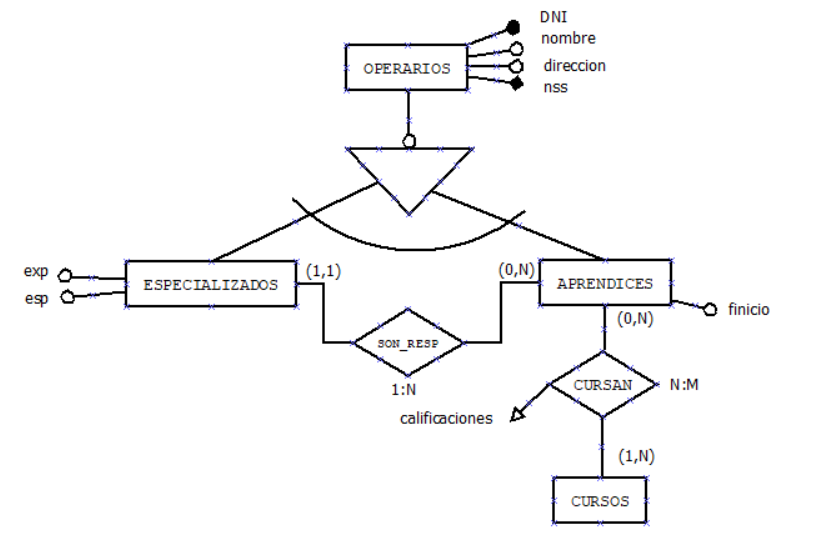 DNI
nombre
OPERARIOS
direccion
nss
exp
esp
ESPECIALIZADOS
(1,1)
(0,N)
APRENDICES
finicio
(0,N)
SON_RESP
1:N
CURSAN
N:M
calificaciones
(1,N)
CURSOS